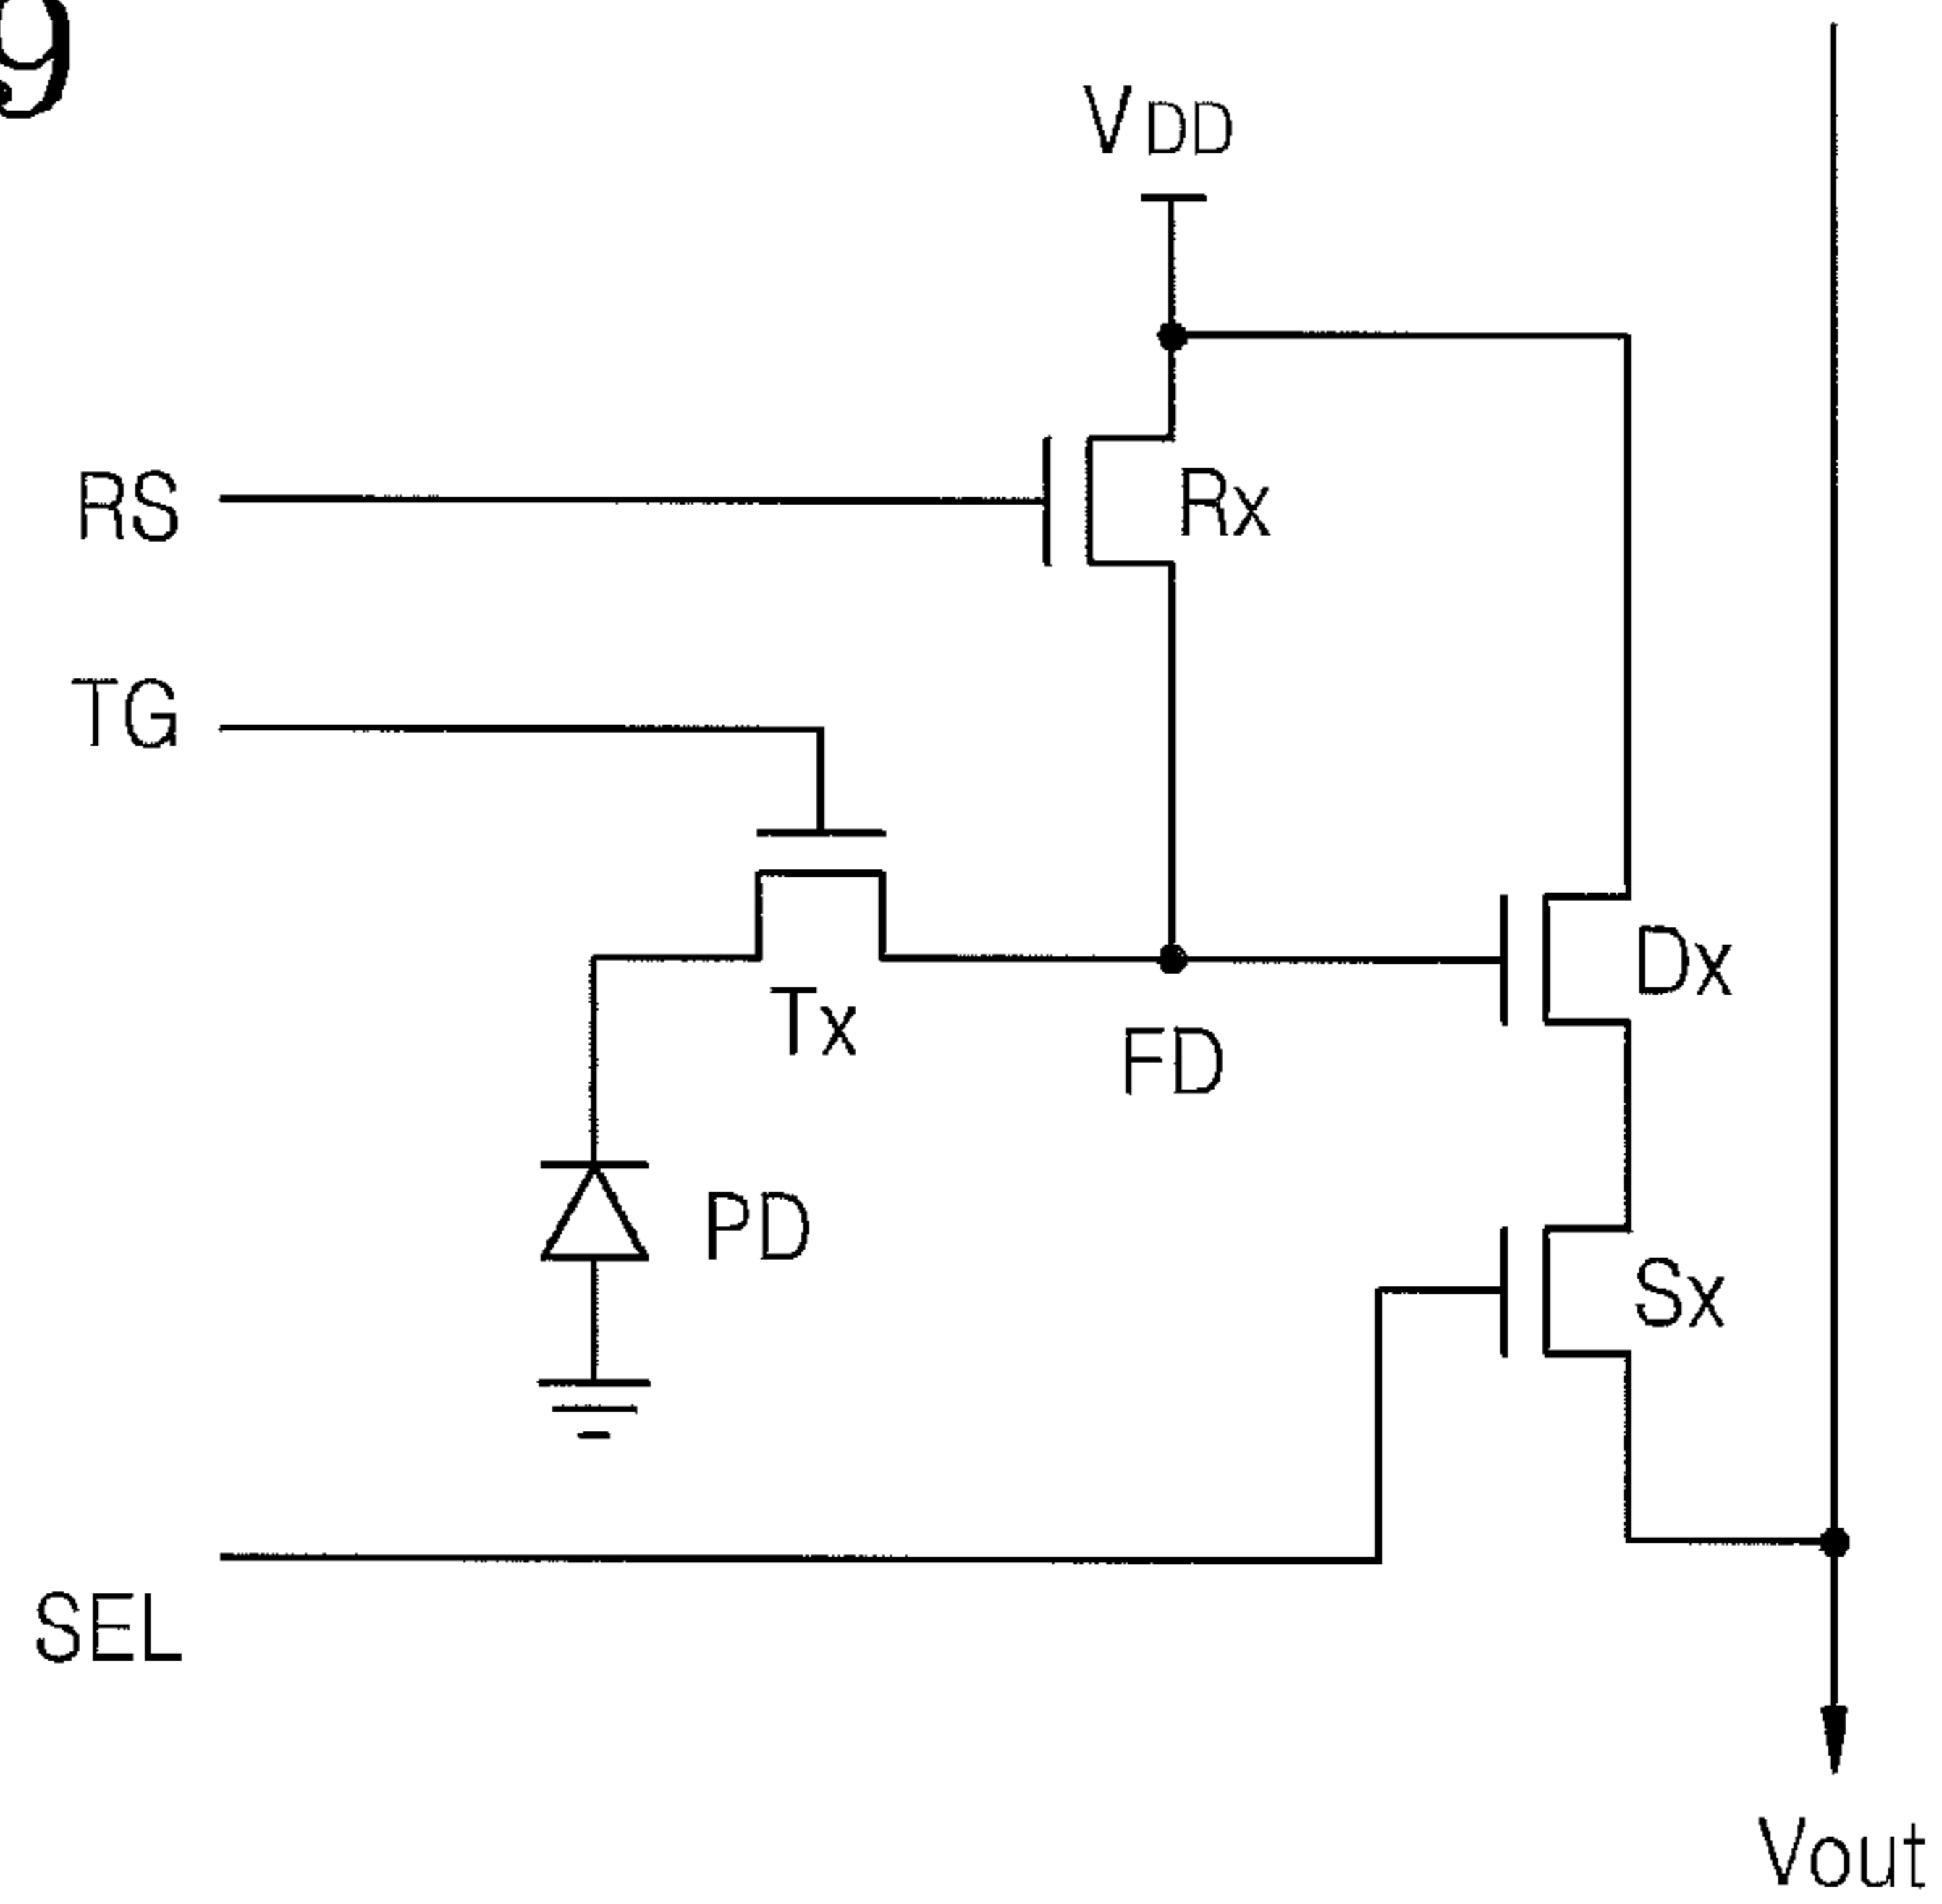 9
VDD
RS
Rx
TG
Dx
Tx
FD
PD
Sx
SEL
Vout